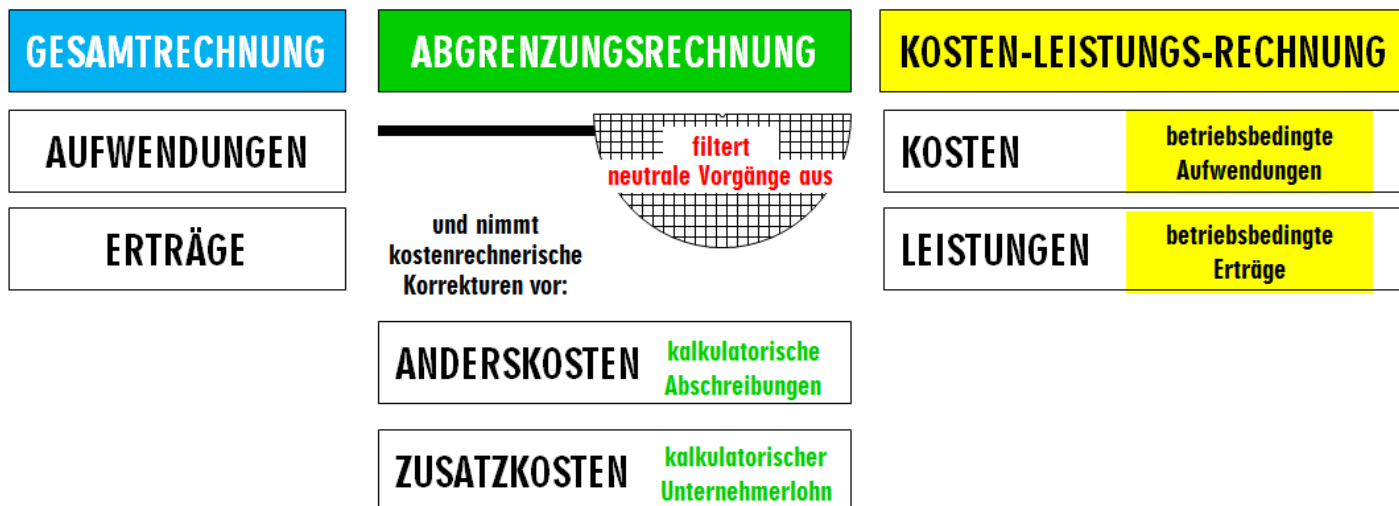 GESAMTRECHNUNG
ABGRENZUNGSRECHNUNG
KOSTEN-LEISTUNGS-RECHNUNG
AUFWENDUNGEN
ERTRÄGE
filtert
neutrale Vorgänge aus
und nimmt
kostenrechnerische
Korrekturen vor:
ANDERSKOSTEN
kalkulatorische
Abschreibungen
ZUSATZKOSTEN
kalkulatorischer
Unternehmerlohn
KOSTEN
betriebsbedingte
Aufwendungen
LEISTUNGEN
betriebsbedingte
Erträge